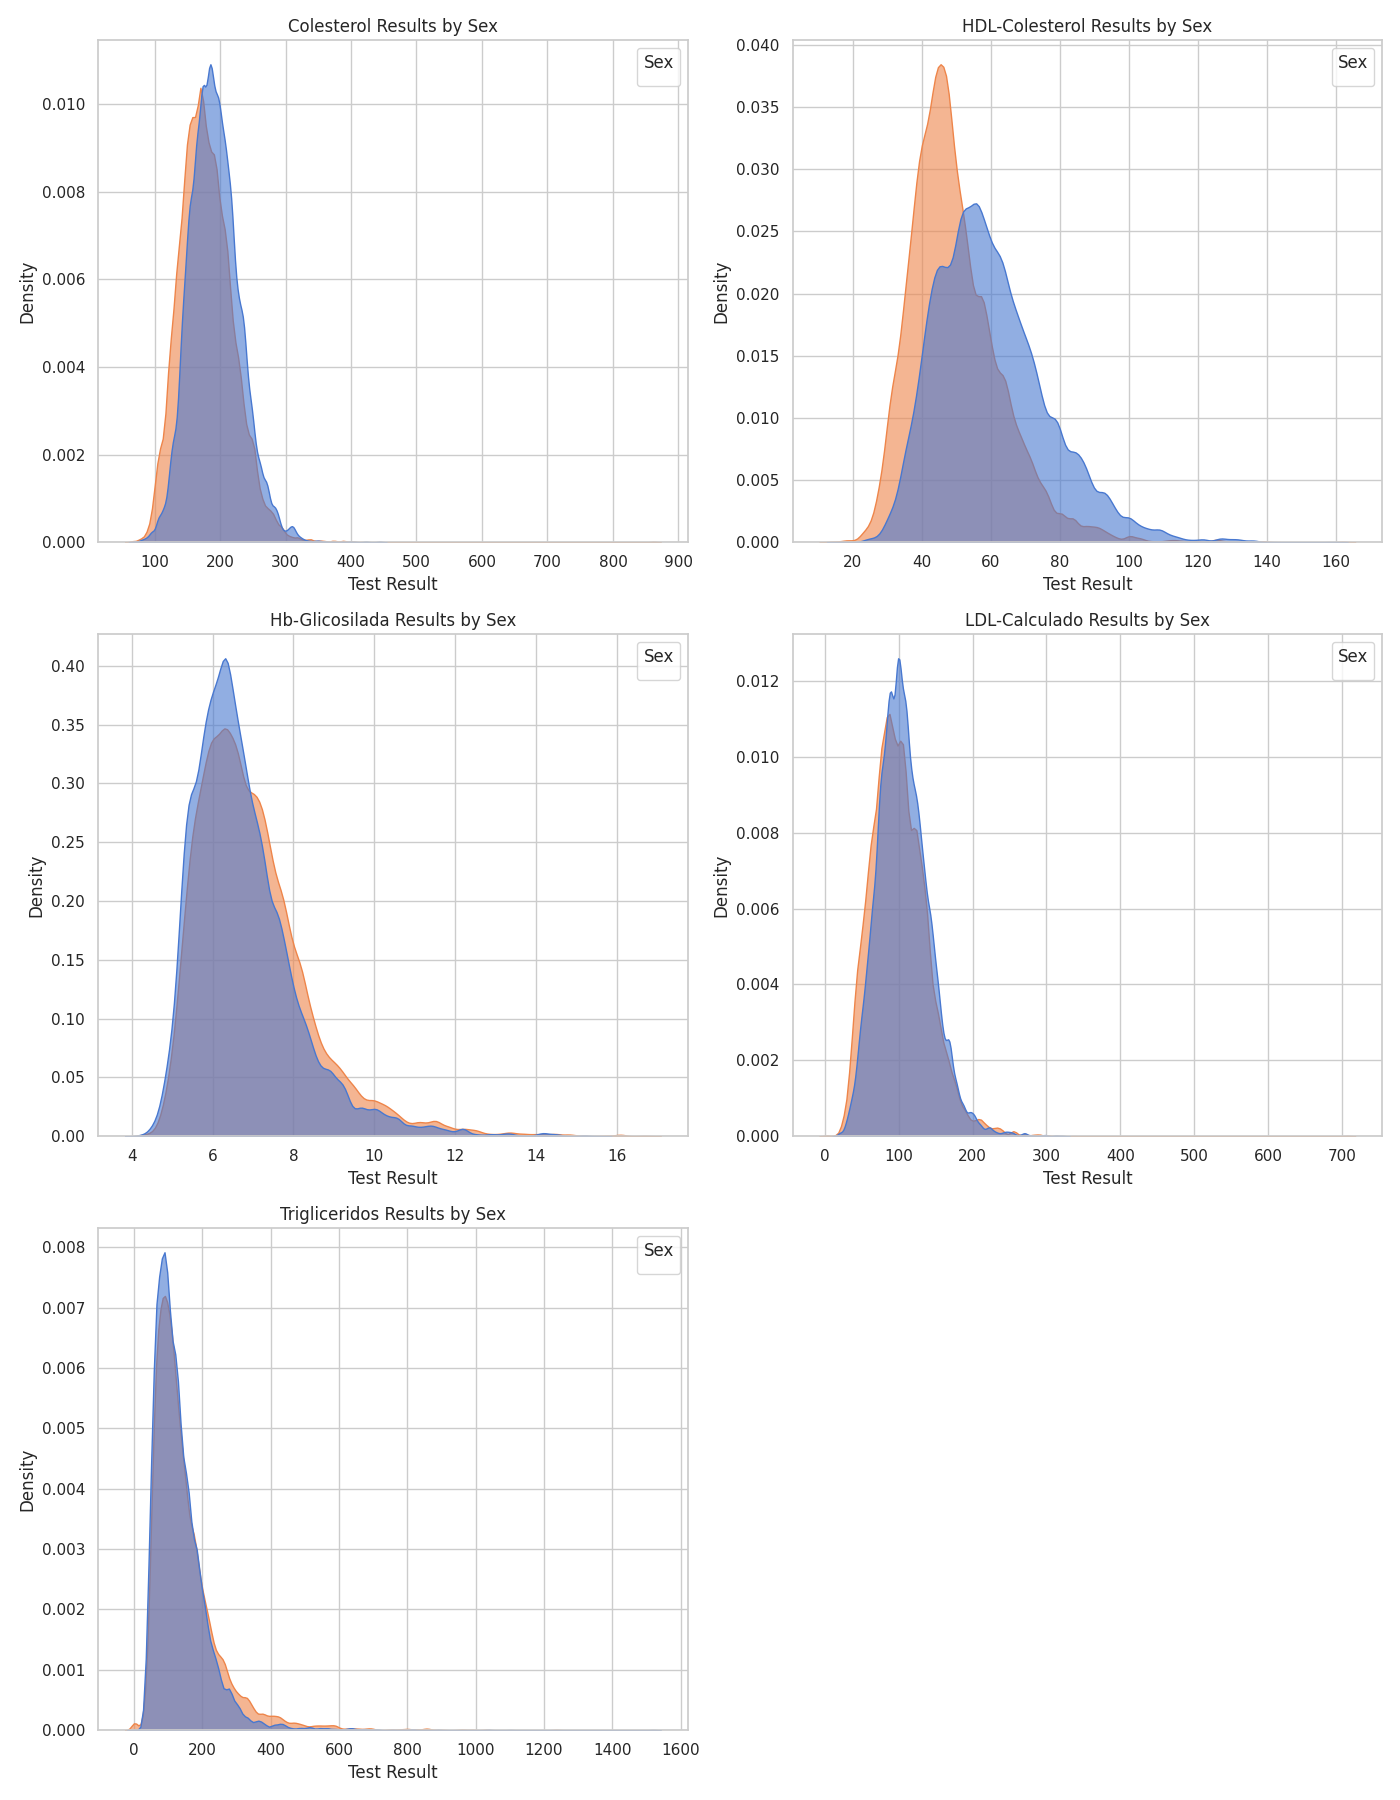 Colesterol Results by Sex
Sex
0.010
0.008
0.006
0.004
0.002
0.000
Density
100 200 300 400 500 600 700 800 900
Test Result
HDL-Colesterol Results by Sex
Sex
0.040
0.035
0.030
0.025
0.020
0.015
0.010
0.005
0.000
Density
20 40 60 80 100 120 140 160
Test Result
Hb-Glicosilada Results by Sex
Sex
0.40
0.35
0.30
0.25
0.20
0.15
0.10
0.05
0.00
Density
4 6 8 10 12 14 16
Test Result
LDL-Calculado Results by Sex
Sex
0.012
0.010
0.008
0.006
0.004
0.002
0.000
Density
0 100 200 300 400 500 600 700
Test Result
Trigliceridos Results by Sex
Sex
0.008
0.007
0.006
0.005
0.004
0.003
0.002
0.001
0.000
Density
0 200 400 600 800 1000 1200 1400 1600
Test Result